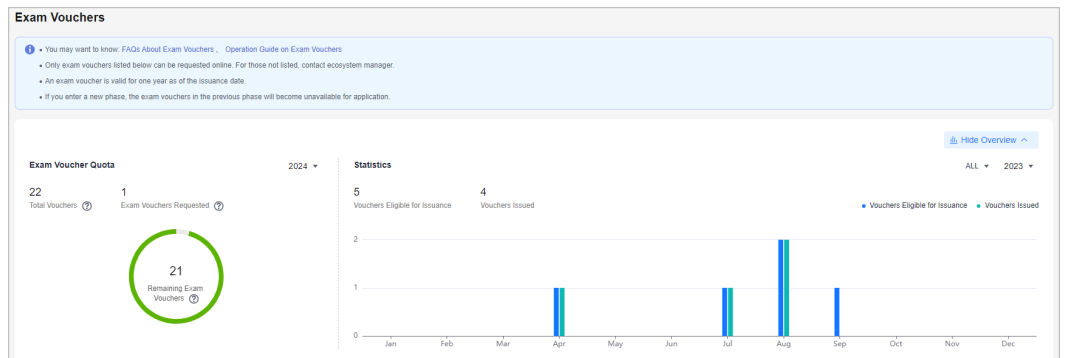 Exam Vouchers
• You may want to know: FAQs About Exam Vouchers , Operation Guide on Exam Vouchers
• Only exam vouchers listed below can be requested online. For those not listed, contact ecosystem manager.
• An exam voucher is valid for one year as of the issuance date.
• If you enter a new phase, the exam vouchers in the previous phase will become unavailable for application.
Hide Overview
Exam Voucher Quota 2024
22 1
Total Vouchers ? Exam Vouchers Requested ?
21
Remaining Exam
Vouchers ?
Statistics ALL 2023
5 4
Vouchers Eligible for Issuance Vouchers Issued
Vouchers Eligible for Issuance Vouchers Issued
2
1
0
Jan Feb Mar Apr May Jun Jul Aug Sep Oct Nov Dec